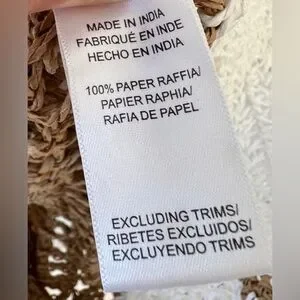 MADE IN INDIA
FABRIQUÉ EN INDE
HECHO EN INDIA
100% PAPER RAFFIA/
PAPIER RAPHIA/
RAFIA DE PAPEL
EXCLUDING TRIMS/
RIBETES EXCLUIDOS/
EXCLUYENDO TRIMS